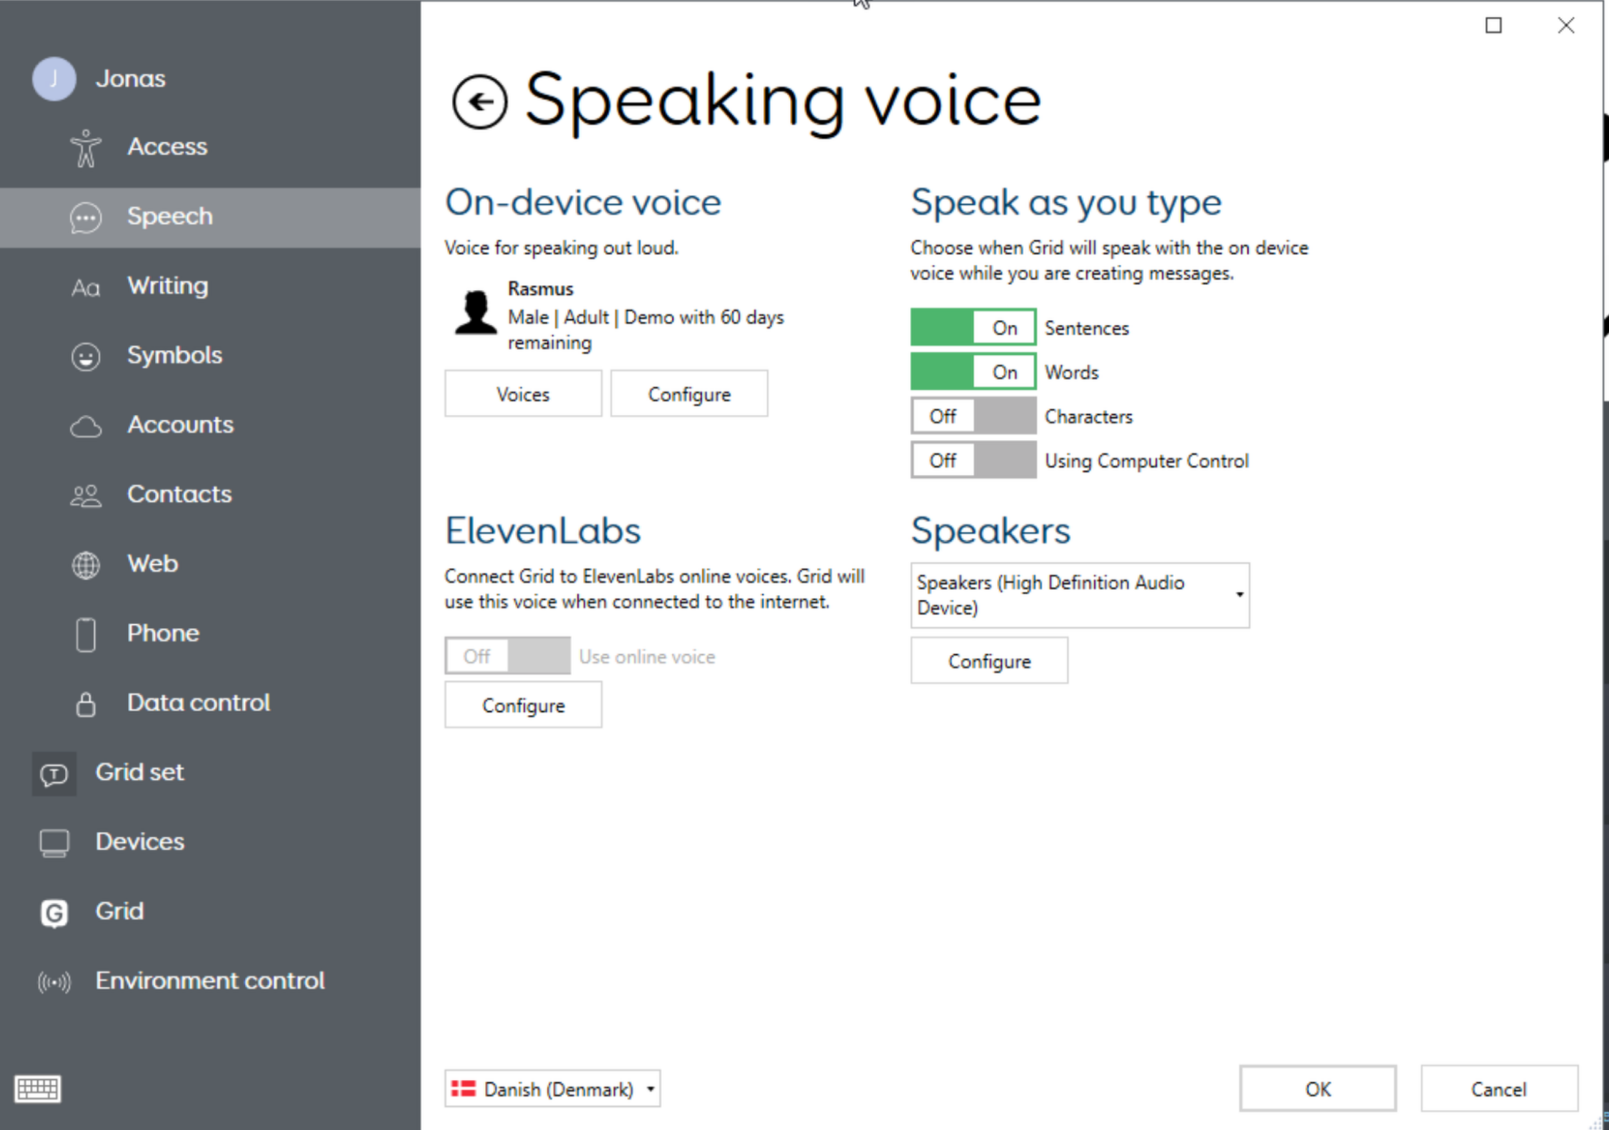 J
Jonas
Access
Speech
Aa
Writing
Symbols
Accounts
Contacts
Web
Phone
Data control
T
Grid set
Devices
G
Grid
Environment control
Speaking voice
On-device voice
Voice for speaking out loud.
Rasmus
Male | Adult | Demo with 60 days
remaining
Voices
Configure
Speak as you type
Choose when Grid will speak with the on device
voice while you are creating messages.
On
Sentences
On
Words
Off
Characters
Off
Using Computer Control
ElevenLabs
Connect Grid to ElevenLabs online voices. Grid will
use this voice when connected to the internet.
Off
Use online voice
Configure
Speakers
Speakers (High Definition Audio
Device)
Configure
Danish (Denmark)
OK
Cancel